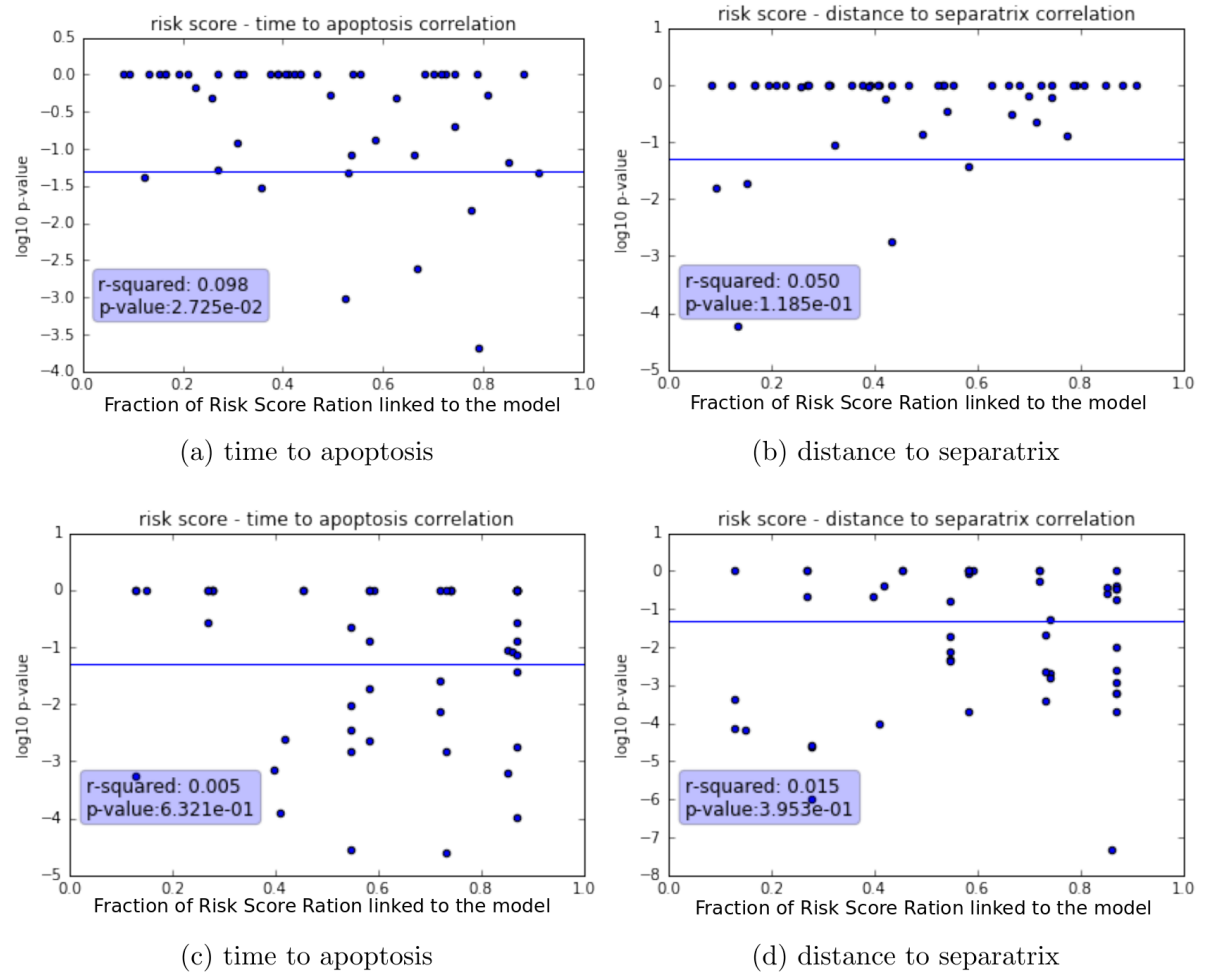 risk score - time to apoptosis correlation
0.5
0.0
−0.5
−1.0
−1.5
−2.0
−2.5
−3.0
−3.5
−4.0
log10 p-value
r-squared: 0.098
p-value:2.725e-02
0.0 0.2 0.4 0.6 0.8 1.0
Fraction of Risk Score Ration linked to the model
(a) time to apoptosis
risk score - distance to separatrix correlation
1
0
−1
−2
−3
−4
−5
log10 p-value
r-squared: 0.050
p-value:1.185e-01
0.0 0.2 0.4 0.6 0.8 1.0
Fraction of Risk Score Ration linked to the model
(b) distance to separatrix
risk score - time to apoptosis correlation
1
0
−1
−2
−3
−4
−5
log10 p-value
r-squared: 0.005
p-value:6.321e-01
0.0 0.2 0.4 0.6 0.8 1.0
Fraction of Risk Score Ration linked to the model
(c) time to apoptosis
risk score - distance to separatrix correlation
1
0
−1
−2
−3
−4
−5
−6
−7
−8
log10 p-value
r-squared: 0.015
p-value:3.953e-01
0.0 0.2 0.4 0.6 0.8 1.0
Fraction of Risk Score Ration linked to the model
(d) distance to separatrix